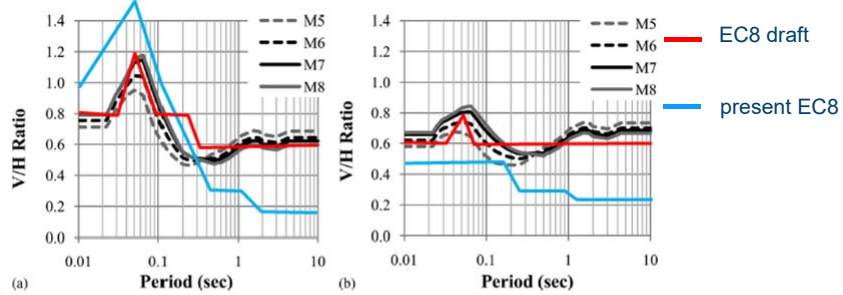 1.4
1.2
1.0
0.8
0.6
0.4
0.2
0.0
V/H Ratio
0.01
0.1
1
10
Period (sec)
(a)
M5
M6
M7
M8
1.4
1.2
1.0
0.8
0.6
0.4
0.2
0.0
V/H Ratio
0.01
0.1
1
10
Period (sec)
(b)
M5
M6
M7
M8
EC8 draft
present EC8